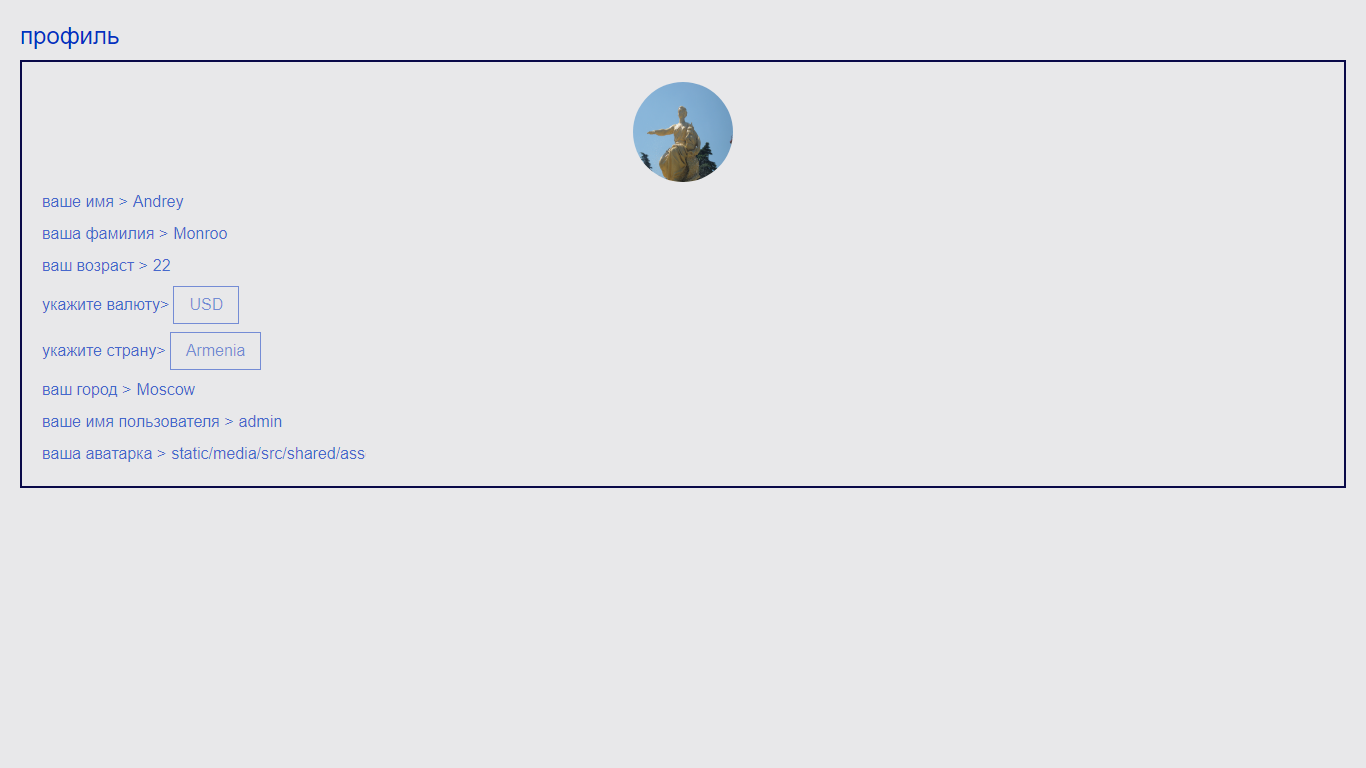 профиль
ваше имя > Andrey
ваша фамилия > Monroo
ваш возраст > 22
укажите валюту> USD
укажите страну> Armenia
ваш город > Moscow
ваше имя пользователя > admin
ваша аватарка > static/media/src/shared/ass